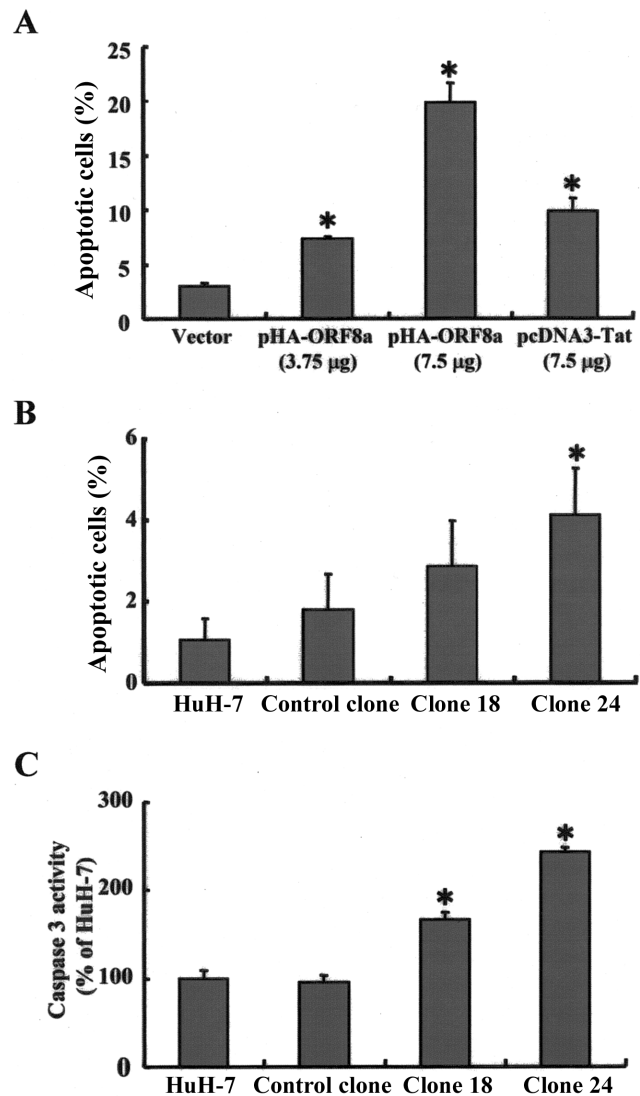 A
Apoptotic cells (%)
25
20
15
10
5
0
*
*
*
Vector pHA-ORF8a pHA-ORF8a pcDNA3-Tat
(3.75 µg) (7.5 µg) (7.5 µg)
B
Apoptotic cells (%)
6
4
2
0
*
HuH-7 Control clone Clone 18 Clone 24
C
Caspase 3 activity
(% of HuH-7)
300
200
100
0
*
*
HuH-7 Control clone Clone 18 Clone 24